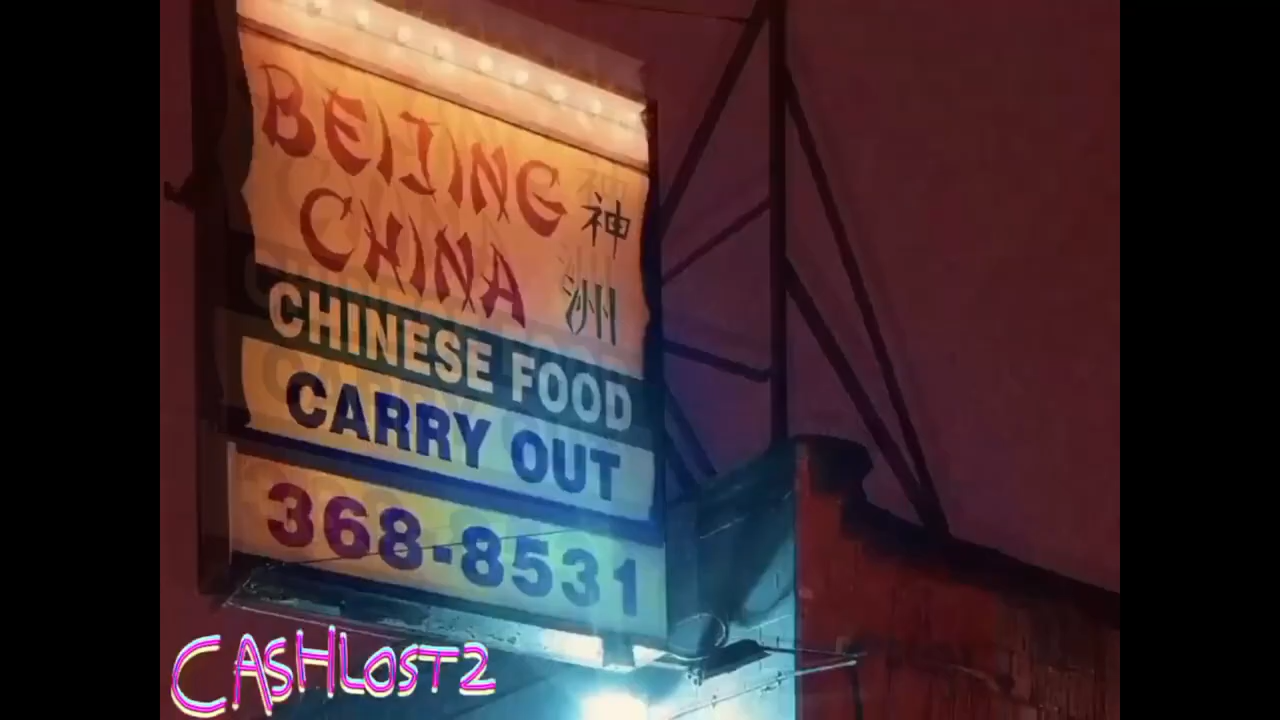 BEIJING
CHINA
神
洲
CHINESE FOOD
CARRY OUT
368-8531
CASHLOST2